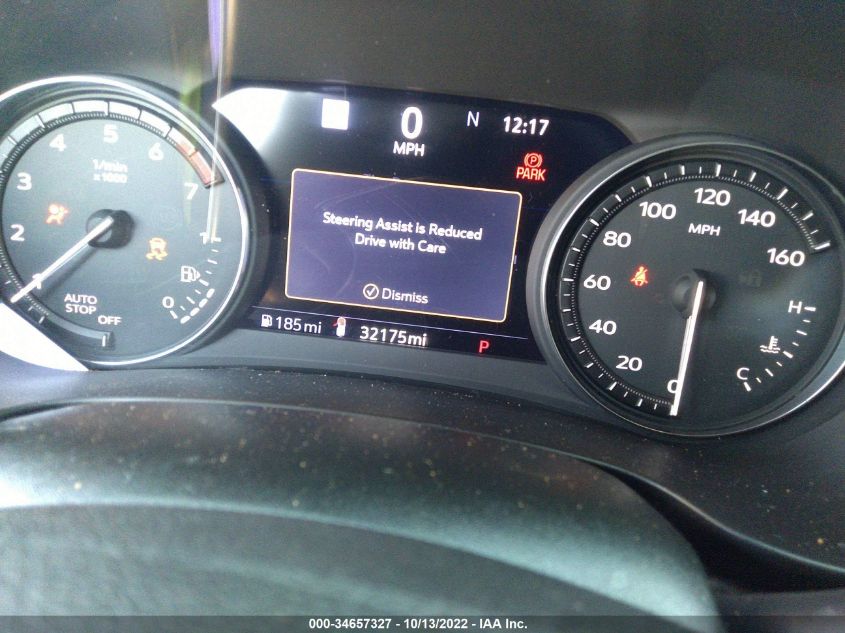 0
MPH
N
12:17
PARK
Steering Assist is Reduced
Drive with Care
Dismiss
185mi
32175mi
P
1
2
3
4
5
6
7
1/min
x1000
AUTO
STOP
OFF
1
0
0
20
40
60
80
100
120
140
160
MPH
H
C
000-34657327 - 10/13/2022 - IAA Inc.